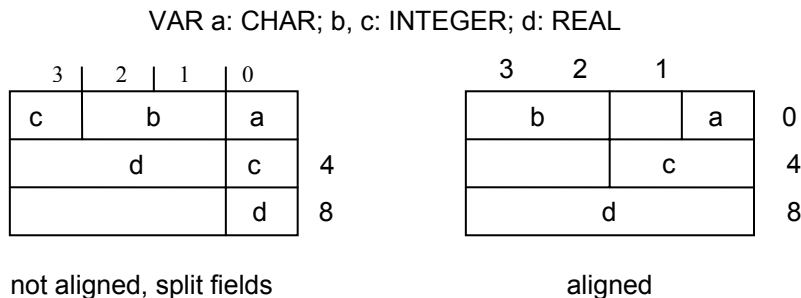 VAR a: CHAR; b, c: INTEGER; d: REAL
3 2 1 0
c b a
d c 4
d 8
not aligned, split fields
3 2 1
b a 0
c 4
d 8
aligned